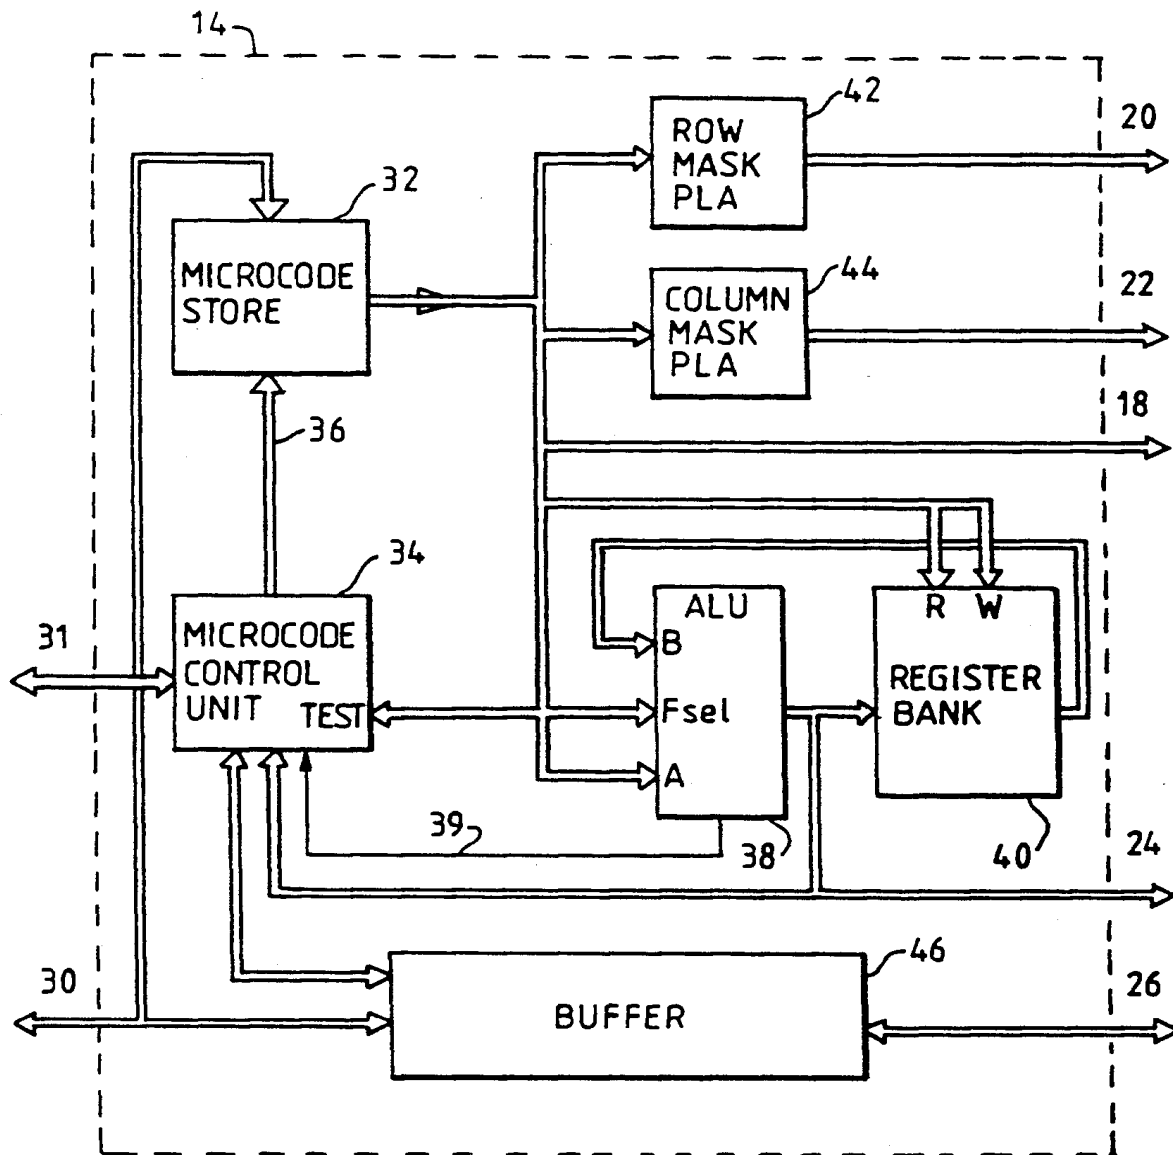 14
42
20
ROW
MASK
PLA
32
MICROCODE
STORE
44
22
COLUMN
MASK
PLA
18
36
34
31
MICROCODE
CONTROL
UNIT
TEST
ALU
B
Fsel
A
R W
REGISTER
BANK
39
38
40
24
46
30
BUFFER
26